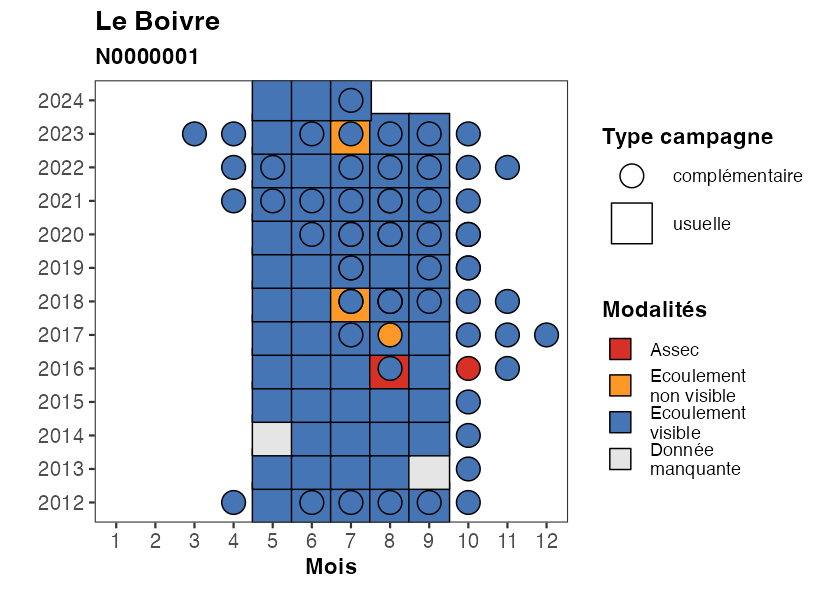 Le Boivre
N0000001
2024
2023
2022
2021
2020
2019
2018
2017
2016
2015
2014
2013
2012
1 2 3 4 5 6 7 8 9 10 11 12
Mois
Type campagne
complémentaire
usuelle
Modalités
Assec
Ecoulement
non visible
Ecoulement
visible
Donnée
manquante